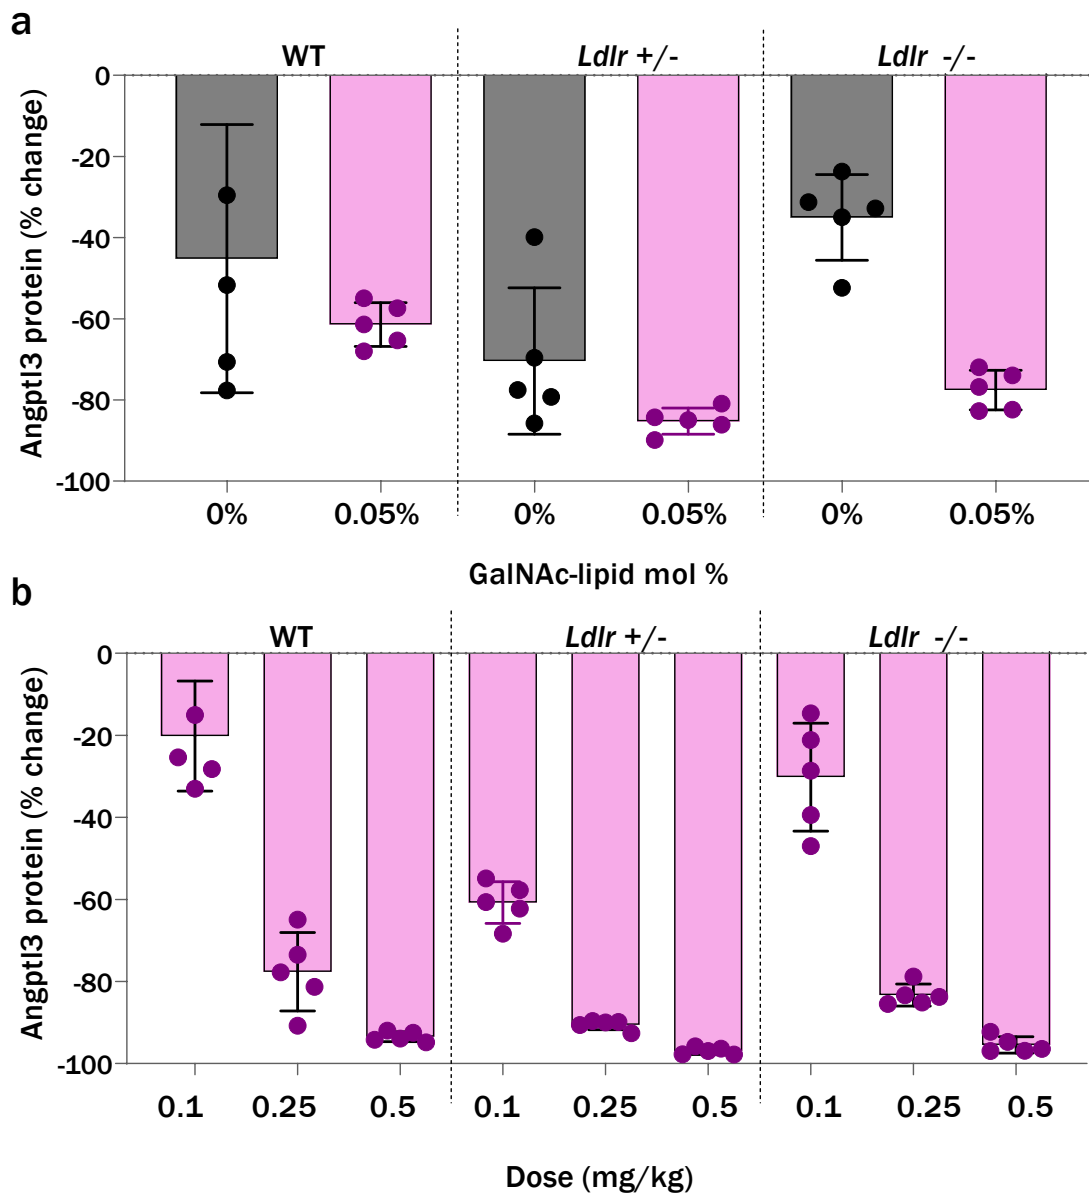 a
WT Ldlr +/- Ldlr -/-
Angptl3 protein (% change)
0
-20
-40
-60
-80
-100
0% 0.05% 0% 0.05% 0% 0.05%
GalNAc-lipid mol %
b
WT Ldlr +/- Ldlr -/-
Angptl3 protein (% change)
0
-20
-40
-60
-80
-100
0.1 0.25 0.5 0.1 0.25 0.5 0.1 0.25 0.5
Dose (mg/kg)